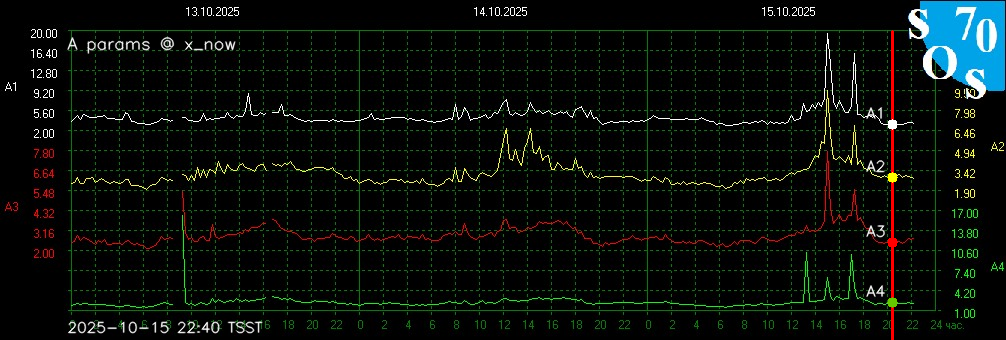 13.10.2025 14.10.2025 15.10.2025
A params @ x_now
20.00
16.40
12.80
A1 9.20
5.60
2.00
7.80
6.64
5.48
A3 4.32
3.16
2.00
7.98
6.46
A2 4.94
3.42
1.90
17.00
13.80
10.60
A4 7.40
4.20
1.00
A1
A2
A3
A4
2025-10-15 22:40 TSST
18 20 22 0 2 4 6 8 10 12 14 16 18 20 22 0 2 4 6 8 10 12 14 16 18 20 22 24 час.
S 70
O
S